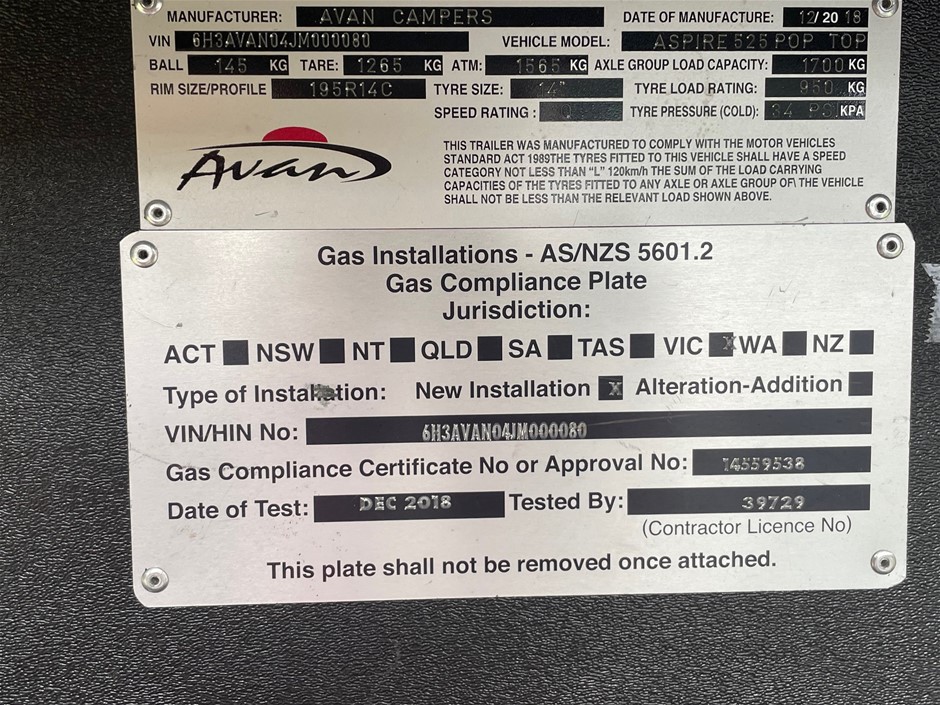 MANUFACTURER: AVAN CAMPERS DATE OF MANUFACTURE: 12/20 18
VIN 6H3AVAN04JM000080 VEHICLE MODEL: ASPIRE 525 POP TOP
BALL 145 KG TARE: 1265 KG ATM: 1565 KG AXLE GROUP LOAD CAPACITY: 1700 KG
RIM SIZE/PROFILE 195R14C TYRE SIZE: 14" TYRE LOAD RATING: 950 KG
SPEED RATING: TYRE PRESSURE (COLD): 34 PSI KPA
Avan
THIS TRAILER WAS MANUFACTURED TO COMPLY WITH THE MOTOR VEHICLES
STANDARD ACT 1989THE TYRES FITTED TO THIS VEHICLE SHALL HAVE A SPEED
CATEGORY NOT LESS THAN "L" 120km/h THE SUM OF THE LOAD CARRYING
CAPACITIES OF THE TYRES FITTED TO ANY AXLE OR AXLE GROUP OF THE VEHICLE
SHALL NOT BE LESS THAN THE RELEVANT LOAD SHOWN ABOVE.
Gas Installations - AS/NZS 5601.2
Gas Compliance Plate
Jurisdiction:
ACT NSW NT QLD SA TAS VIC X WA NZ
Type of Installation: New Installation X Alteration-Addition
VIN/HIN No: 6H3AVAN04JM000080
Gas Compliance Certificate No or Approval No: 14559538
Date of Test: DEC 2018 Tested By: 39729
(Contractor Licence No)
This plate shall not be removed once attached.